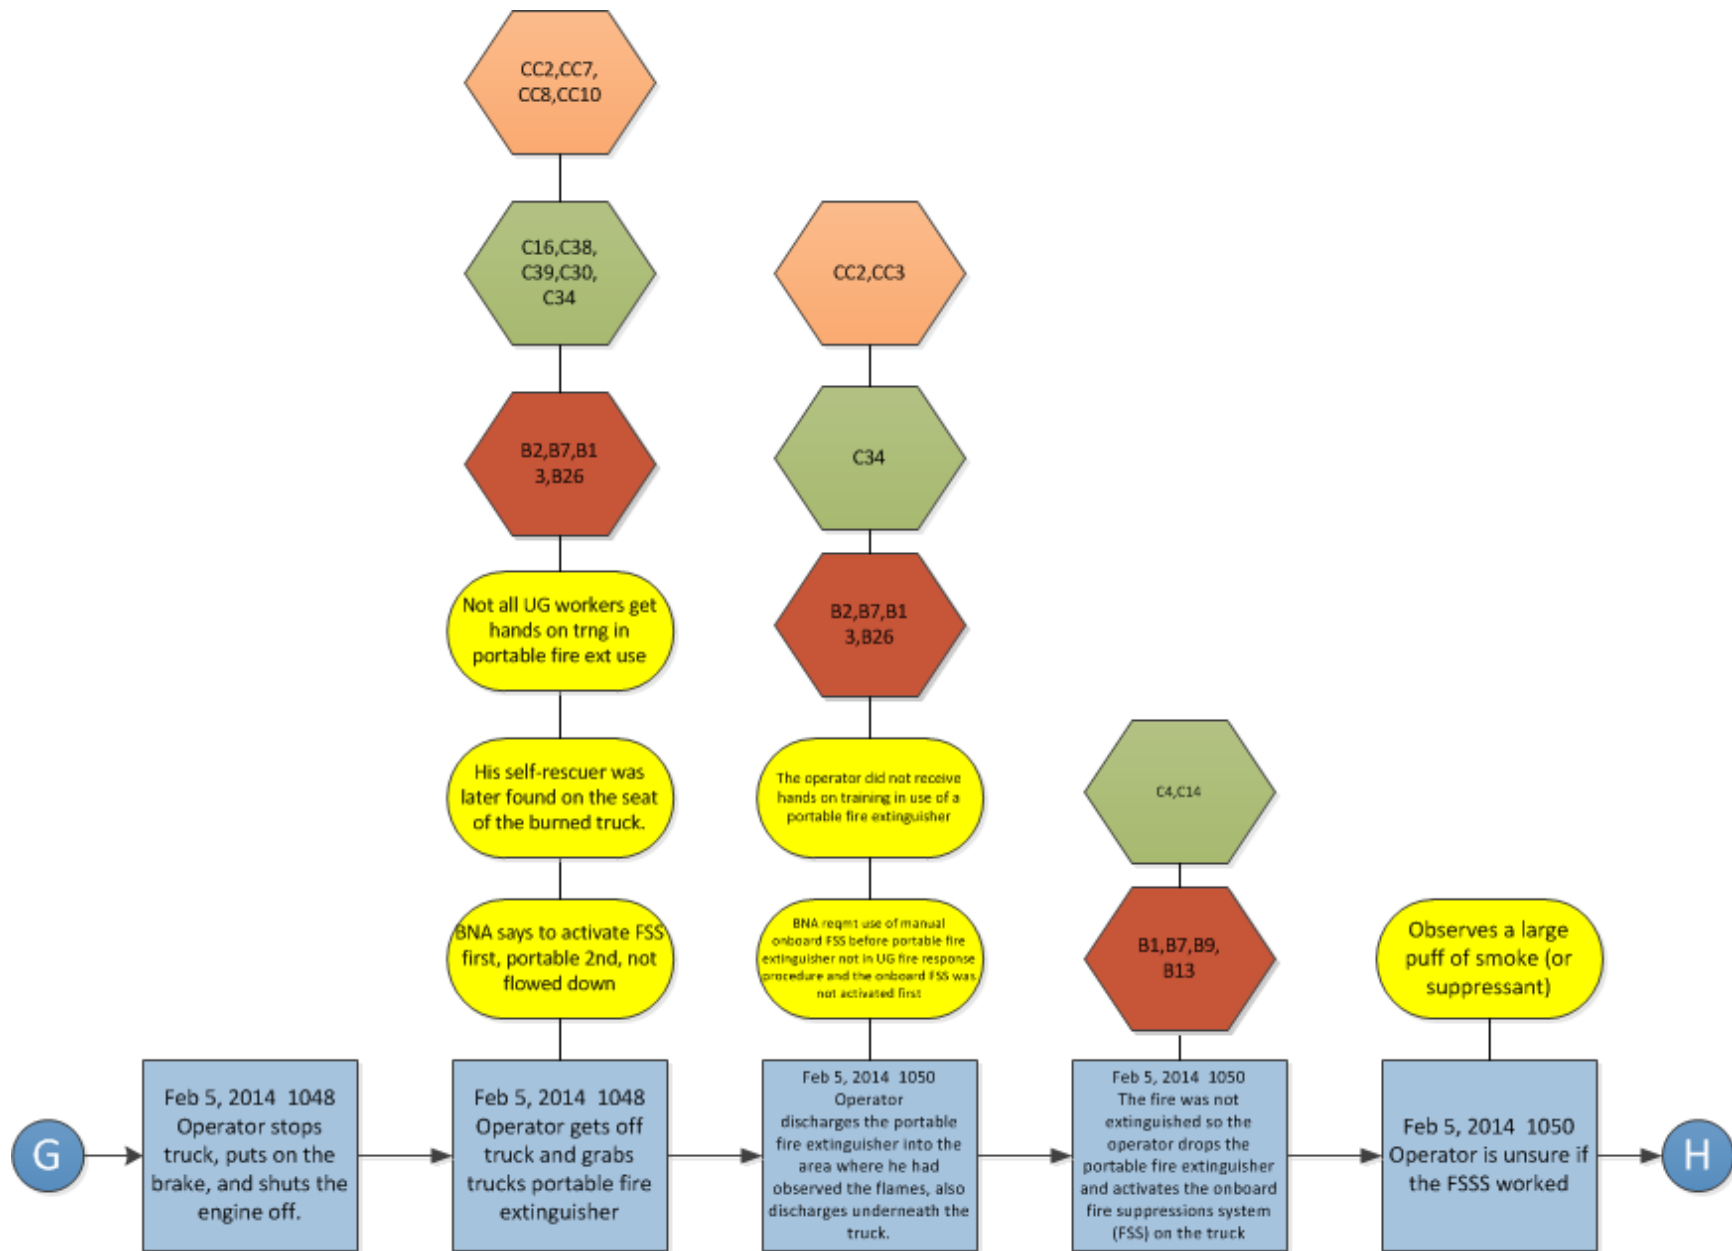 CC2,CC7,
CC8,CC10
C16,C38,
C39,C30,
C34
B2,B7,B1
3,B26
Not all UG workers get
hands on trng in
portable fire ext use
His self-rescuer was
later found on the seat
of the burned truck.
BNA says to activate FSS
first, portable 2nd, not
flowed down
CC2,CC3
C34
B2,B7,B1
3,B26
The operator did not receive
hands on training in use of a
portable fire extinguisher
BNA reqmt use of manual
onboard FSS before portable fire
extinguisher not in UG fire response
procedure and the onboard FSS was
not activated first
C4,C14
B1,B7,B9,
B13
Observes a large
puff of smoke (or
suppressant)
G
Feb 5, 2014 1048
Operator stops
truck, puts on the
brake, and shuts the
engine off.
Feb 5, 2014 1048
Operator gets off
truck and grabs
trucks portable fire
extinguisher
Feb 5, 2014 1050
Operator
discharges the portable
fire extinguisher into the
area where he had
observed the flames, also
discharges underneath the
truck.
Feb 5, 2014 1050
The fire was not
extinguished so the
operator drops the
portable fire extinguisher
and activates the onboard
fire suppressions system
(FSS) on the truck
Feb 5, 2014 1050
Operator is unsure if
the FSSS worked
H